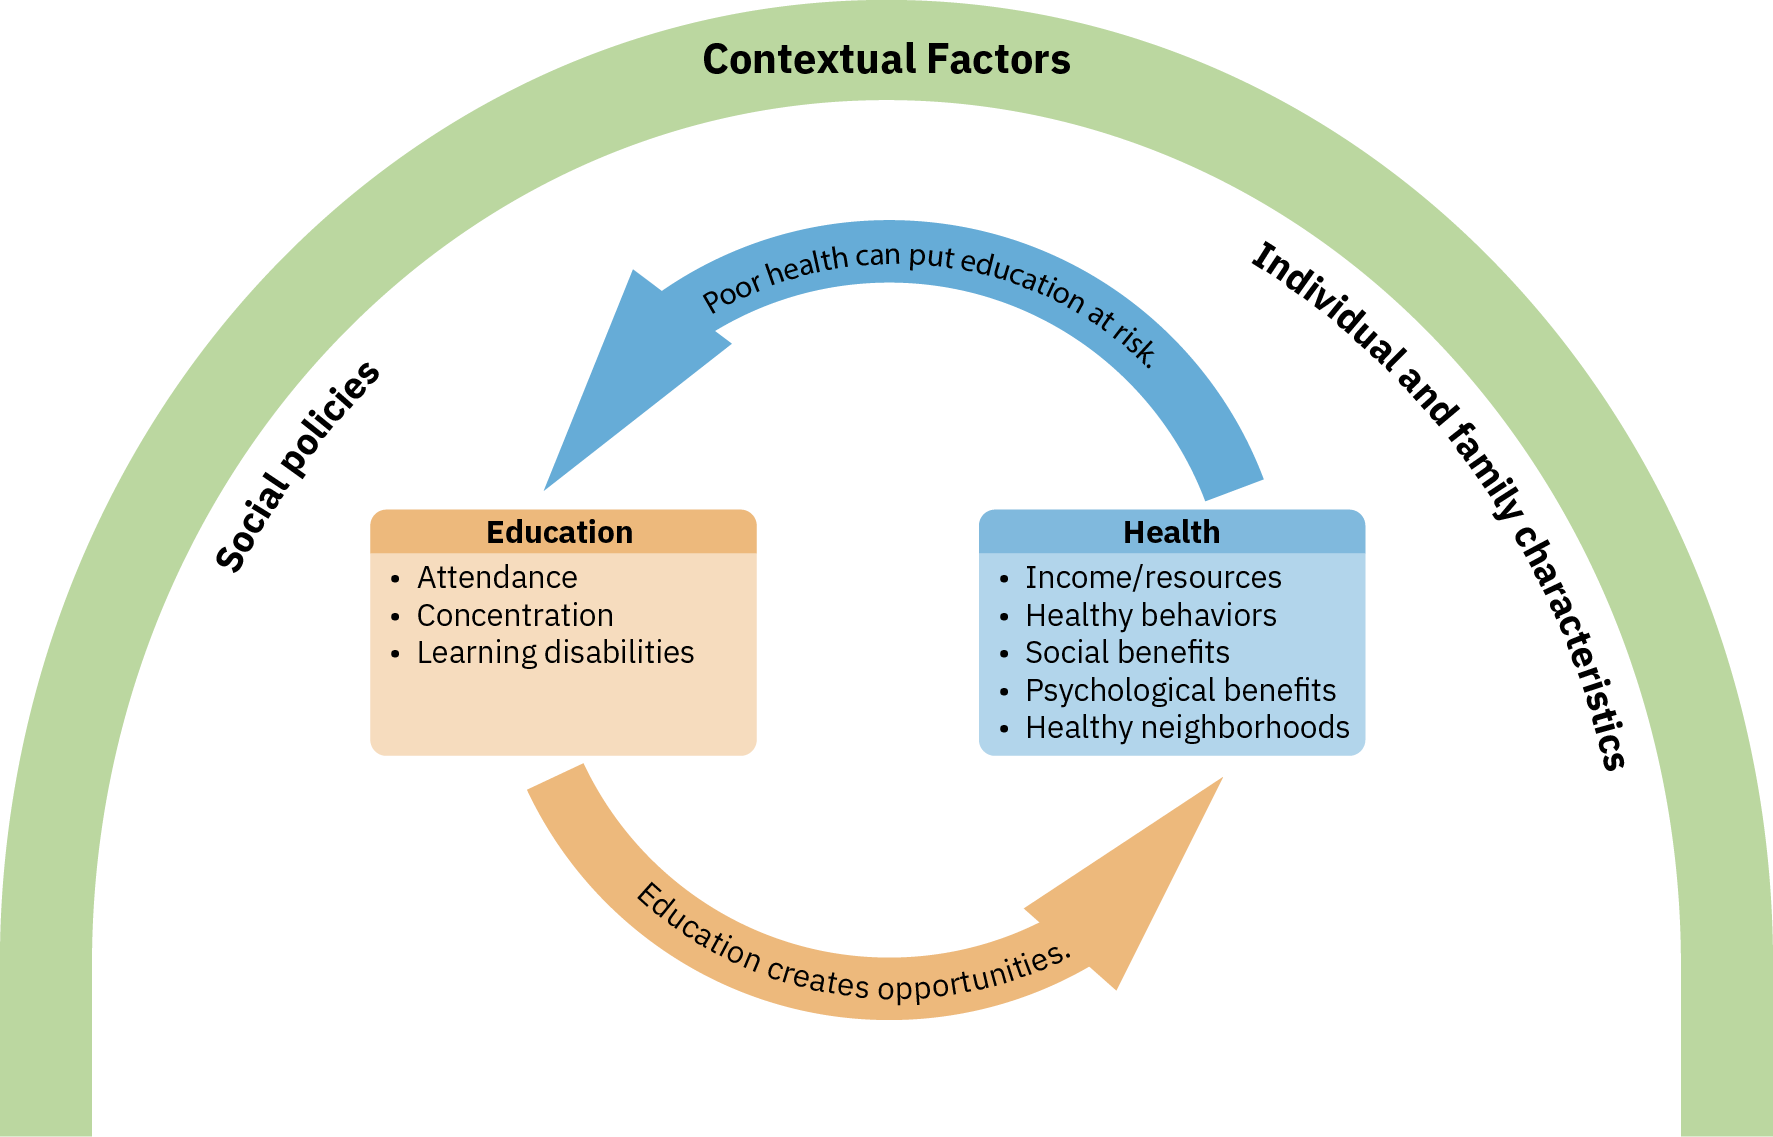 Contextual Factors
Social policies
Individual and family characteristics
Poor health can put education at risk.
Education
• Attendance
• Concentration
• Learning disabilities
Health
• Income/resources
• Healthy behaviors
• Social benefits
• Psychological benefits
• Healthy neighborhoods
Education creates opportunities.